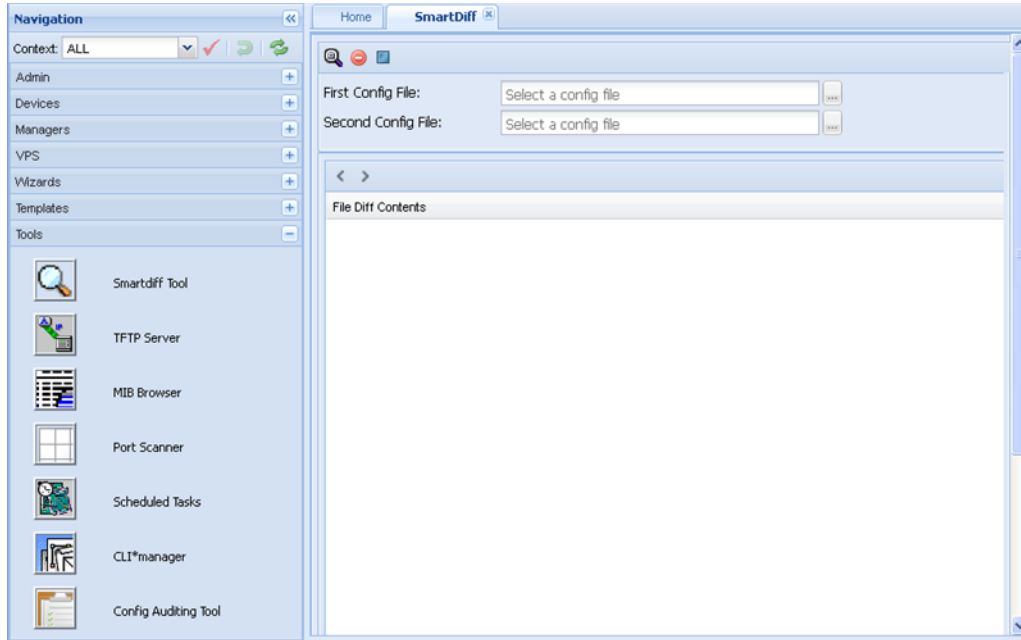 Navigation
Context: ALL
Admin
Devices
Managers
VPS
Wizards
Templates
Tools
Smartdiff Tool
TFTP Server
MIB Browser
Port Scanner
Scheduled Tasks
CLI*manager
Config Auditing Tool
Home
SmartDiff
First Config File: Select a config file ...
Second Config File: Select a config file ...
File Diff Contents